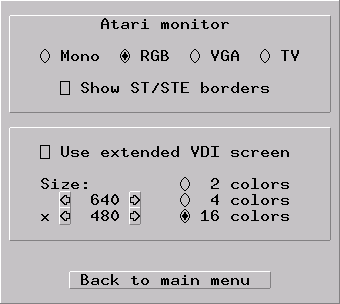 Atari monitor
Mono RGB VGA TV
Show ST/STE borders
Use extended VDI screen
Size: 2 colors
640 4 colors
x 480 16 colors
Back to main menu